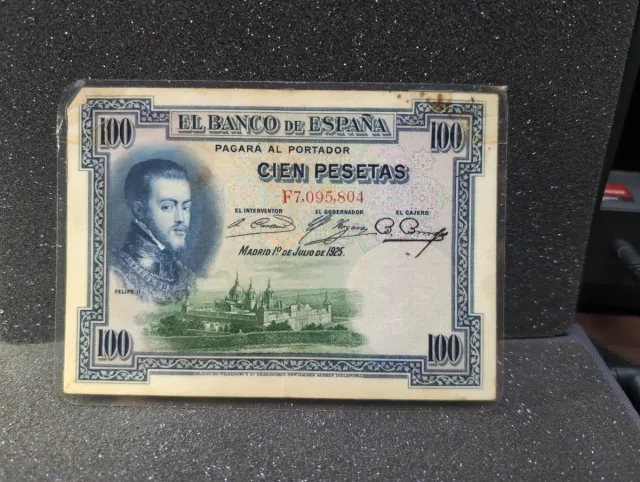 100 EL BANCO DE ESPAÑA 100
PAGARÁ AL PORTADOR
CIEN PESETAS
F7,095,804
EL INTERVENTOR EL GOBERNADOR EL CAJERO
MADRID 1º DE JULIO DE 1925.
FELIPE II
100 100